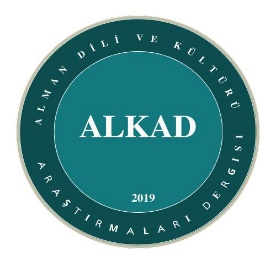 ALMAN DİLİ VE KÜLTÜRÜ
ALKAD
2019
ARAŞTIRMALARI DERGİSİ